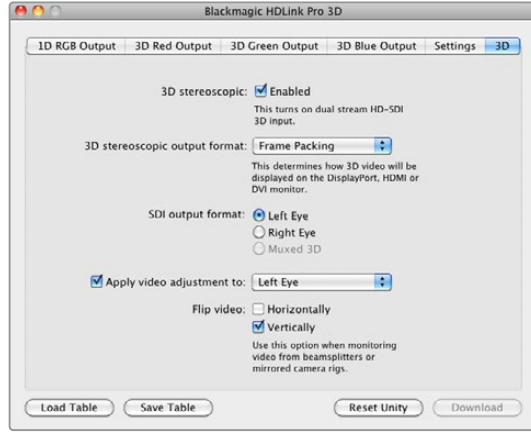 Blackmagic HDLink Pro 3D
1D RGB Output 3D Red Output 3D Green Output 3D Blue Output Settings 3D
3D stereoscopic: Enabled
This turns on dual stream HD-SDI
3D input.
3D stereoscopic output format: Frame Packing
This determines how 3D video will be
displayed on the DisplayPort, HDMI or
DVI monitor.
SDI output format: Left Eye
Right Eye
Muxed 3D
Apply video adjustment to: Left Eye
Flip video: Horizontally
Vertically
Use this option when monitoring
video from beamsplitters or
mirrored camera rigs.
Load Table Save Table Reset Unity Download